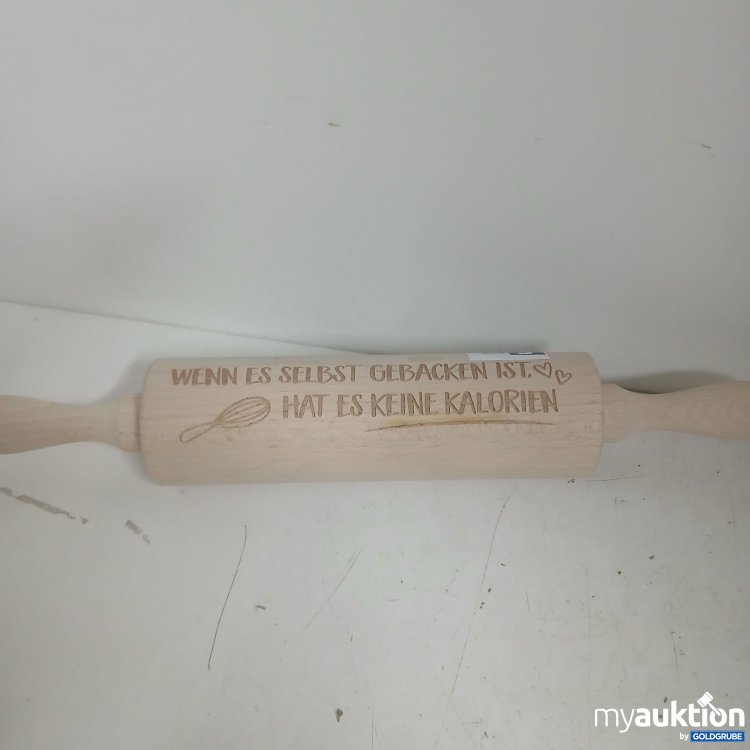 WENN ES SELBST GEBACKEN IST,
HAT ES KEINE KALORIEN
myauktion
by GOLDGRUBE